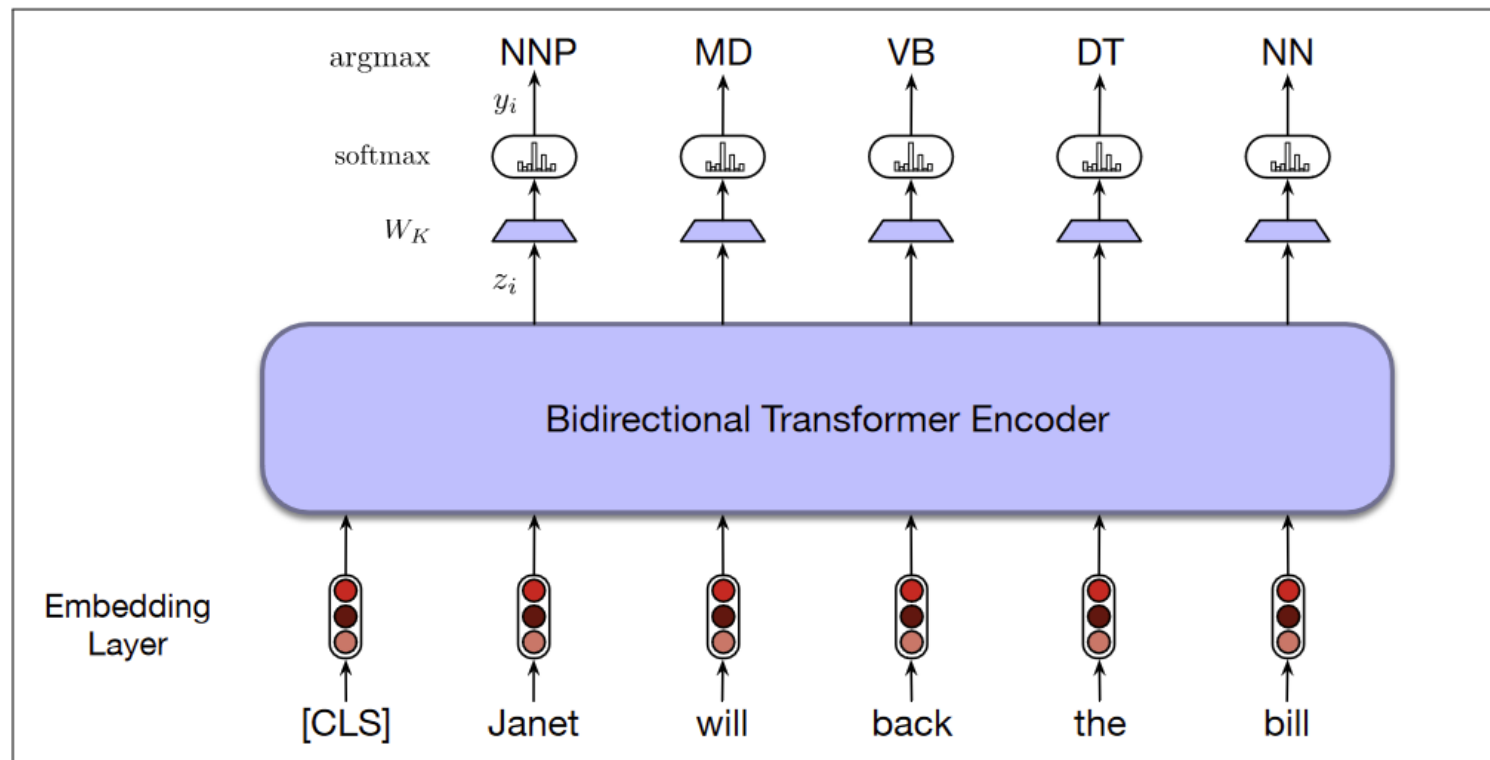 argmax NNP MD VB DT NN
y_i
softmax
W_K
z_i
Bidirectional Transformer Encoder
Embedding
Layer
[CLS] Janet will back the bill